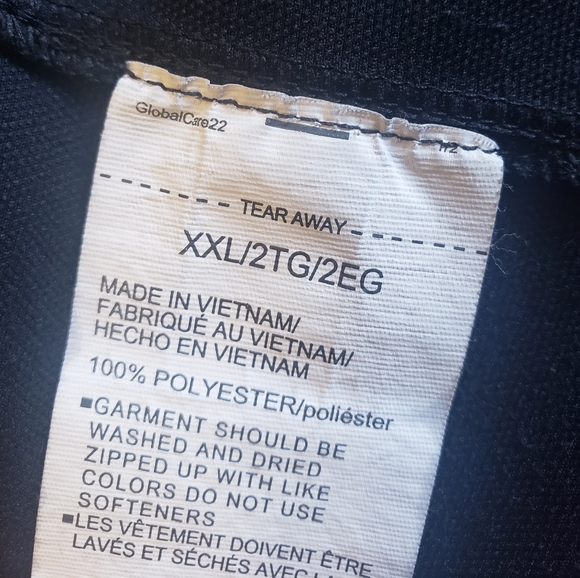 GlobalCare22
TEAR AWAY
XXL/2TG/2EG
MADE IN VIETNAM/
FABRIQUÉ AU VIETNAM/
HECHO EN VIETNAM
100% POLYESTER/poliéster
▪GARMENT SHOULD BE
WASHED AND DRIED
ZIPPED UP WITH LIKE
COLORS DO NOT USE
SOFTENERS
▪LES VÊTEMENT DOIVENT ÊTRE
LAVÉS ET SÉCHÉS AVEC